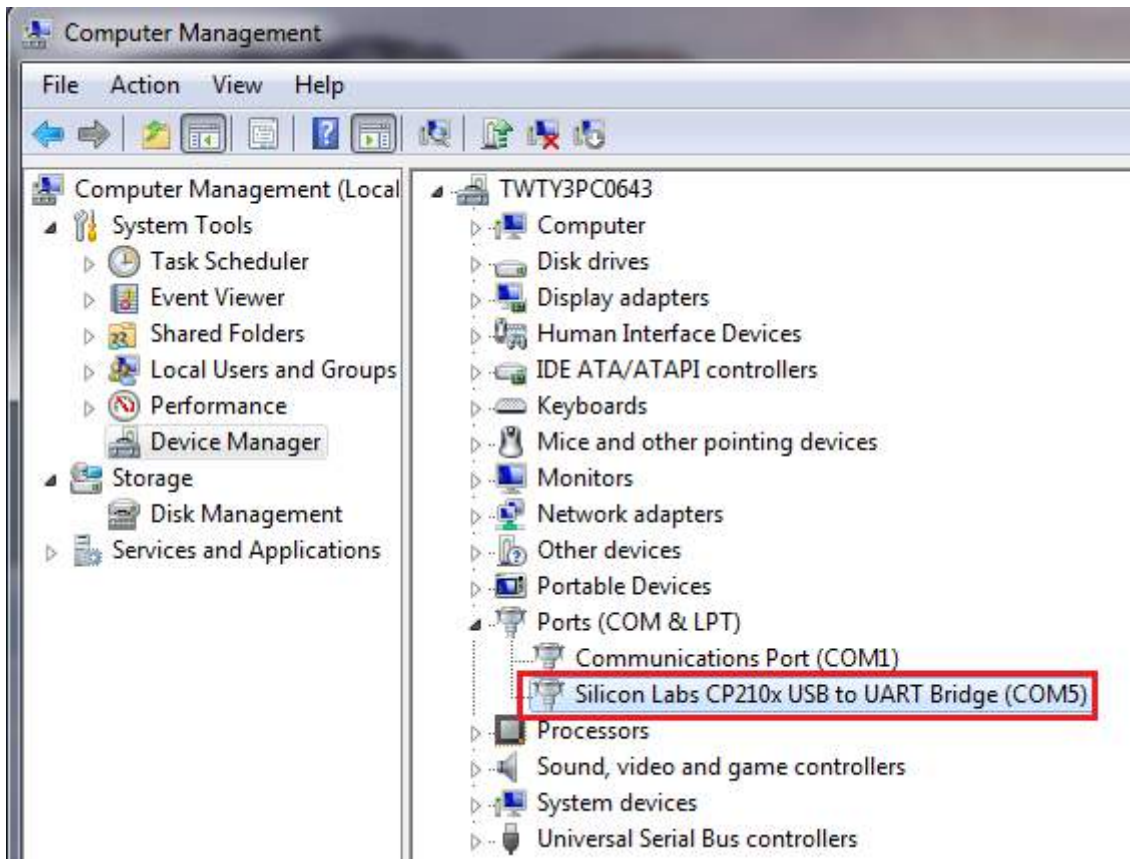 Computer Management
File Action View Help
Computer Management (Local
System Tools
Task Scheduler
Event Viewer
Shared Folders
Local Users and Groups
Performance
Device Manager
Storage
Disk Management
Services and Applications
TWTY3PC0643
Computer
Disk drives
Display adapters
Human Interface Devices
IDE ATA/ATAPI controllers
Keyboards
Mice and other pointing devices
Monitors
Network adapters
Other devices
Portable Devices
Ports (COM & LPT)
Communications Port (COM1)
Silicon Labs CP210x USB to UART Bridge (COM5)
Processors
Sound, video and game controllers
System devices
Universal Serial Bus controllers